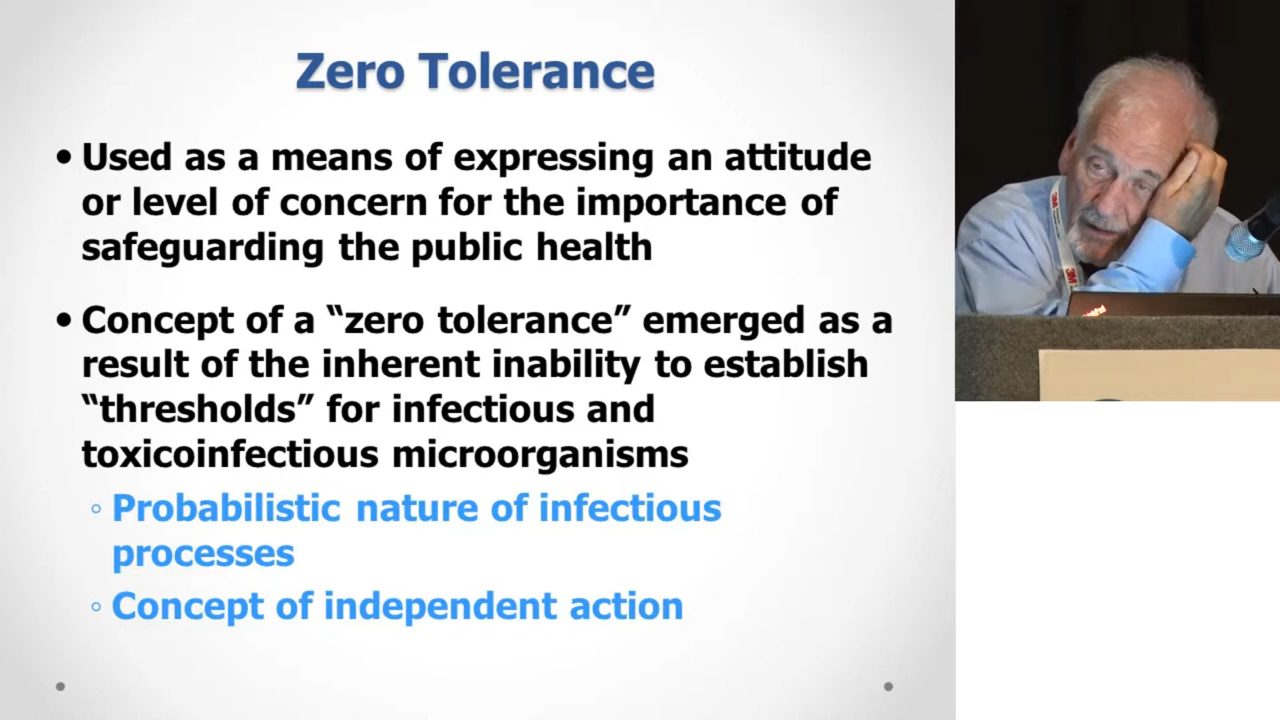 Zero Tolerance
• Used as a means of expressing an attitude
or level of concern for the importance of
safeguarding the public health
• Concept of a “zero tolerance” emerged as a
result of the inherent inability to establish
“thresholds” for infectious and
toxicoinfectious microorganisms
◦ Probabilistic nature of infectious
processes
◦ Concept of independent action
3M
3M